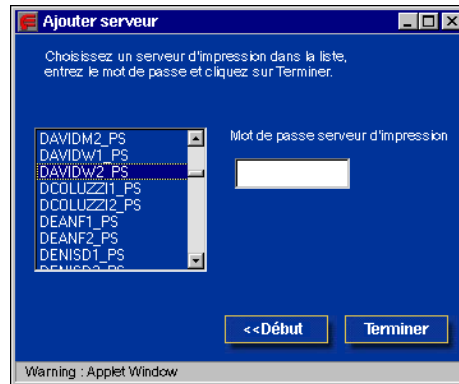 Ajouter serveur
Choisissez un serveur d'impression dans la liste,
entrez le mot de passe et cliquez sur Terminer.
DAVIDM2_PS
DAVIDW1_PS
DAVIDW2_PS
DCOLUZZI1_PS
DCOLUZZI2_PS
DEANF1_PS
DEANF2_PS
DENISD1_PS
Mot de passe serveur d'impression
<<Début
Terminer
Warning : Applet Window